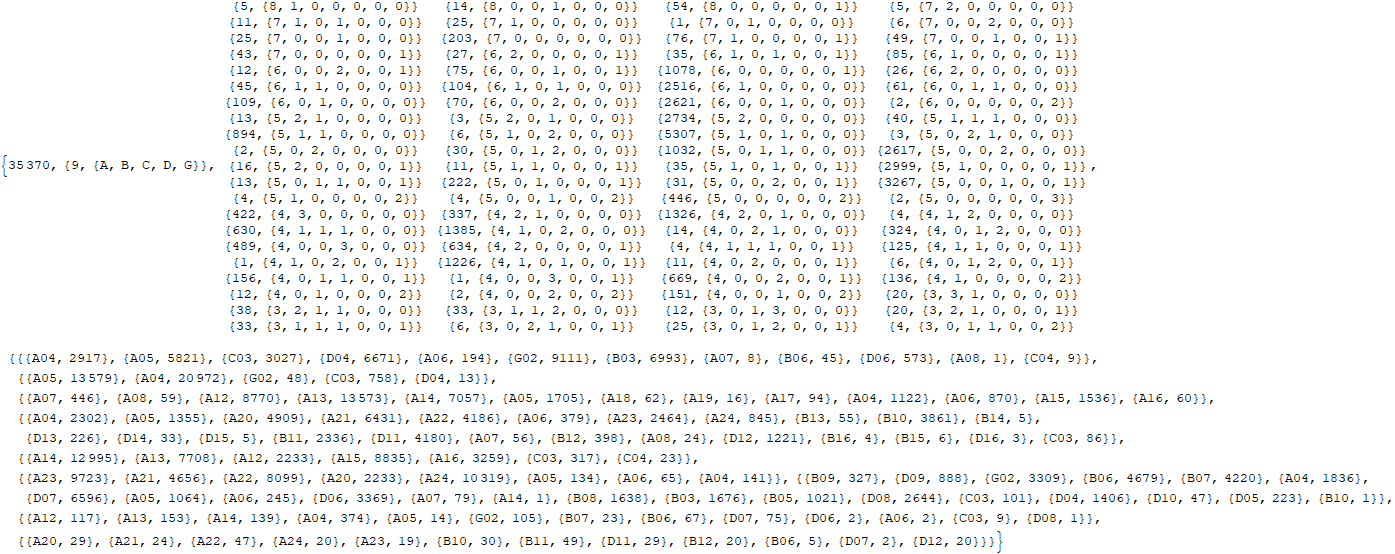 {5, {8, 1, 0, 0, 0, 0, 0}} {14, {8, 0, 0, 1, 0, 0, 0}} {54, {8, 0, 0, 0, 0, 0, 1}} {5, {7, 2, 0, 0, 0, 0, 0}}
{11, {7, 1, 0, 1, 0, 0, 0}} {25, {7, 1, 0, 0, 0, 0, 0}} {1, {7, 0, 1, 0, 0, 0, 0}} {6, {7, 0, 0, 2, 0, 0, 0}}
{25, {7, 0, 0, 1, 0, 0, 0}} {203, {7, 0, 0, 0, 0, 0, 0}} {76, {7, 1, 0, 0, 0, 0, 1}} {49, {7, 0, 0, 1, 0, 0, 1}}
{43, {7, 0, 0, 0, 0, 0, 1}} {27, {6, 2, 0, 0, 0, 0, 1}} {35, {6, 1, 0, 1, 0, 0, 1}} {85, {6, 1, 0, 0, 0, 0, 1}}
{12, {6, 0, 0, 2, 0, 0, 1}} {75, {6, 0, 0, 1, 0, 0, 1}} {1078, {6, 0, 0, 0, 0, 0, 1}} {26, {6, 2, 0, 0, 0, 0, 0}}
{45, {6, 1, 1, 0, 0, 0, 0}} {104, {6, 1, 0, 1, 0, 0, 0}} {2516, {6, 1, 0, 0, 0, 0, 0}} {61, {6, 0, 1, 1, 0, 0, 0}}
{109, {6, 0, 1, 0, 0, 0, 0}} {70, {6, 0, 0, 2, 0, 0, 0}} {2621, {6, 0, 0, 1, 0, 0, 0}} {2, {6, 0, 0, 0, 0, 0, 2}}
{13, {5, 2, 1, 0, 0, 0, 0}} {3, {5, 2, 0, 1, 0, 0, 0}} {2734, {5, 2, 0, 0, 0, 0, 0}} {40, {5, 1, 1, 1, 0, 0, 0}}
{894, {5, 1, 1, 0, 0, 0, 0}} {6, {5, 1, 0, 2, 0, 0, 0}} {5307, {5, 1, 0, 1, 0, 0, 0}} {3, {5, 0, 2, 1, 0, 0, 0}}
{2, {5, 0, 2, 0, 0, 0, 0}} {30, {5, 0, 1, 2, 0, 0, 0}} {1032, {5, 0, 1, 1, 0, 0, 0}} {2617, {5, 0, 0, 2, 0, 0, 0}}
{35 370, {9, {A, B, C, D, G}}, {16, {5, 2, 0, 0, 0, 0, 1}} {11, {5, 1, 1, 0, 0, 0, 1}} {35, {5, 1, 0, 1, 0, 0, 1}} {2999, {5, 1, 0, 0, 0, 0, 1}} ,
{13, {5, 0, 1, 1, 0, 0, 1}} {222, {5, 0, 1, 0, 0, 0, 1}} {31, {5, 0, 0, 2, 0, 0, 1}} {3267, {5, 0, 0, 1, 0, 0, 1}}
{4, {5, 1, 0, 0, 0, 0, 2}} {4, {5, 0, 0, 1, 0, 0, 2}} {446, {5, 0, 0, 0, 0, 0, 2}} {2, {5, 0, 0, 0, 0, 0, 3}}
{422, {4, 3, 0, 0, 0, 0, 0}} {337, {4, 2, 1, 0, 0, 0, 0}} {1326, {4, 2, 0, 1, 0, 0, 0}} {4, {4, 1, 2, 0, 0, 0, 0}}
{630, {4, 1, 1, 1, 0, 0, 0}} {1385, {4, 1, 0, 2, 0, 0, 0}} {14, {4, 0, 2, 1, 0, 0, 0}} {324, {4, 0, 1, 2, 0, 0, 0}}
{489, {4, 0, 0, 3, 0, 0, 0}} {634, {4, 2, 0, 0, 0, 0, 1}} {4, {4, 1, 1, 1, 0, 0, 1}} {125, {4, 1, 1, 0, 0, 0, 1}}
{1, {4, 1, 0, 2, 0, 0, 1}} {1226, {4, 1, 0, 1, 0, 0, 1}} {11, {4, 0, 2, 0, 0, 0, 1}} {6, {4, 0, 1, 2, 0, 0, 1}}
{156, {4, 0, 1, 1, 0, 0, 1}} {1, {4, 0, 0, 3, 0, 0, 1}} {669, {4, 0, 0, 2, 0, 0, 1}} {136, {4, 1, 0, 0, 0, 0, 2}}
{12, {4, 0, 1, 0, 0, 0, 2}} {2, {4, 0, 0, 2, 0, 0, 2}} {151, {4, 0, 0, 1, 0, 0, 2}} {20, {3, 3, 1, 0, 0, 0, 0}}
{38, {3, 2, 1, 1, 0, 0, 0}} {33, {3, 1, 1, 2, 0, 0, 0}} {12, {3, 0, 1, 3, 0, 0, 0}} {20, {3, 2, 1, 0, 0, 0, 1}}
{33, {3, 1, 1, 1, 0, 0, 1}} {6, {3, 0, 2, 1, 0, 0, 1}} {25, {3, 0, 1, 2, 0, 0, 1}} {4, {3, 0, 1, 1, 0, 0, 2}}
{{{A04, 2917}, {A05, 5821}, {C03, 3027}, {D04, 6671}, {A06, 194}, {G02, 9111}, {B03, 6993}, {A07, 8}, {B06, 45}, {D06, 573}, {A08, 1}, {C04, 9}},
{{A05, 13 579}, {A04, 20 972}, {G02, 48}, {C03, 758}, {D04, 13}},
{{A07, 446}, {A08, 59}, {A12, 8770}, {A13, 13 573}, {A14, 7057}, {A05, 1705}, {A18, 62}, {A19, 16}, {A17, 94}, {A04, 1122}, {A06, 870}, {A15, 1536}, {A16, 60}},
{{A04, 2302}, {A05, 1355}, {A20, 4909}, {A21, 6431}, {A22, 4186}, {A06, 379}, {A23, 2464}, {A24, 845}, {B13, 55}, {B10, 3861}, {B14, 5},
{D13, 226}, {D14, 33}, {D15, 5}, {B11, 2336}, {D11, 4180}, {A07, 56}, {B12, 398}, {A08, 24}, {D12, 1221}, {B16, 4}, {B15, 6}, {D16, 3}, {C03, 86}},
{{A14, 12 995}, {A13, 7708}, {A12, 2233}, {A15, 8835}, {A16, 3259}, {C03, 317}, {C04, 23}},
{{A23, 9723}, {A21, 4656}, {A22, 8099}, {A20, 2233}, {A24, 10 319}, {A05, 134}, {A06, 65}, {A04, 141}}, {{B09, 327}, {D09, 888}, {G02, 3309}, {B06, 4679}, {B07, 4220}, {A04, 1836},
{D07, 6596}, {A05, 1064}, {A06, 245}, {D06, 3369}, {A07, 79}, {A14, 1}, {B08, 1638}, {B03, 1676}, {B05, 1021}, {D08, 2644}, {C03, 101}, {D04, 1406}, {D10, 47}, {D05, 223}, {B10, 1}},
{{A12, 117}, {A13, 153}, {A14, 139}, {A04, 374}, {A05, 14}, {G02, 105}, {B07, 23}, {B06, 67}, {D07, 75}, {D06, 2}, {A06, 2}, {C03, 9}, {D08, 1}},
{{A20, 29}, {A21, 24}, {A22, 47}, {A24, 20}, {A23, 19}, {B10, 30}, {B11, 49}, {D11, 29}, {B12, 20}, {B06, 5}, {D07, 2}, {D12, 20}}}}